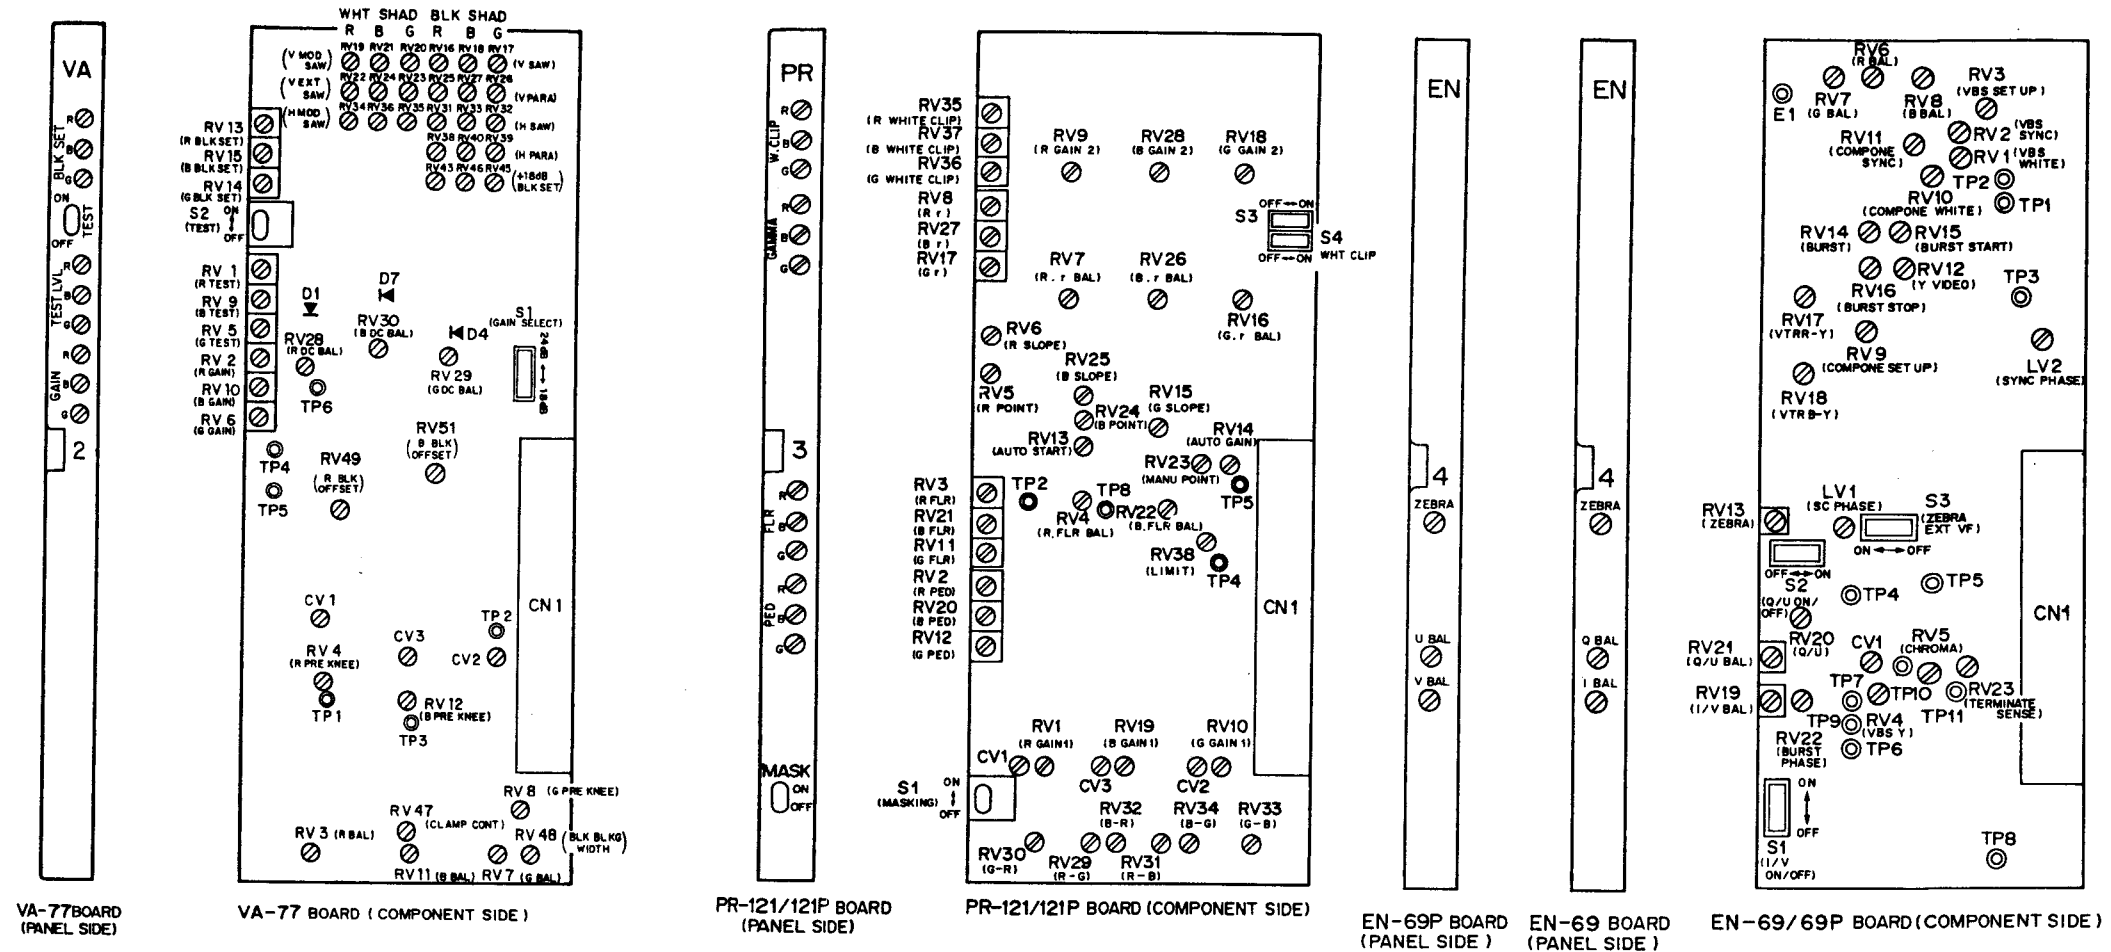 VA
R
BLK SET
B
G
ON
TEST
OFF
R
TEST LVL
B
G
R
GAIN
B
G
2
VA-77BOARD
(PANEL SIDE)
WHT SHAD BLK SHAD
R B G R B G
RV19 RV21 RV20 RV16 RV18 RV17
(V MOD SAW)
(V SAW)
RV22 RV24 RV23 RV25 RV27 RV26
(V EXT SAW)
(V PARA)
RV34 RV36 RV35 RV31 RV33 RV32
(H MOD SAW)
(H SAW)
RV38 RV40 RV39
(H PARA)
RV43 RV46 RV45
(+18dB BLK SET)
RV 13
(R BLKSET)
RV 15
(B BLKSET)
RV 14
(G BLK SET)
S2
(TEST)
ON
OFF
RV 1
(R TEST)
RV 9
(B TEST)
RV 5
(G TEST)
RV 2
(R GAIN)
RV 10
(B GAIN)
RV 6
(G GAIN)
D1
D7
RV30
(B DC BAL)
RV28
(R DC BAL)
D4
S1
(GAIN SELECT)
24dB ↔ 18dB
RV 29
(G DC BAL)
TP6
RV51
(B BLK OFFSET)
TP4
RV49
(R BLK OFFSET)
TP5
CN1
CV 1
TP 2
CV3
CV2
RV 4
(R PRE KNEE)
TP1
RV 12
(B PRE KNEE)
TP3
RV 8 (G PRE KNEE)
RV47
(CLAMP CONT)
RV 3 (R BAL)
RV 48 (BLK BLKG WIDTH)
RV11 (B BAL) RV7 (G BAL)
VA-77 BOARD (COMPONENT SIDE)
PR
R
W.CLIP
B
G
R
GAMMA
B
G
3
R
FLR
B
G
R
PED
B
G
MASK
ON
OFF
PR-121/121P BOARD
(PANEL SIDE)
RV35
(R WHITE CLIP)
RV37
(B WHITE CLIP)
RV36
(G WHITE CLIP)
RV8
(R r)
RV27
(B r)
RV17
(G r)
RV9
(R GAIN 2)
RV28
(B GAIN 2)
RV18
(G GAIN 2)
OFF↔ON
S3
S4
WHT CLIP
OFF↔ON
RV7
(R.r BAL)
RV26
(B.r BAL)
RV16
(G.r BAL)
RV6
(R SLOPE)
RV25
(B SLOPE)
RV5
(R POINT)
RV15
(G SLOPE)
RV24
(B POINT)
RV13
(AUTO START)
RV14
(AUTO GAIN)
RV23
(MANU POINT)
RV3
(R FLR)
RV21
(B FLR)
RV11
(G FLR)
RV2
(R PED)
RV20
(B PED)
RV12
(G PED)
TP2
TP8
TP5
RV4
(R.FLR BAL)
RV22
(B.FLR BAL)
RV38
(LIMIT)
TP4
CN1
RV1
(R GAIN1)
RV19
(B GAIN1)
RV10
(G GAIN1)
CV1
CV3
CV2
S1
(MASKING)
ON
OFF
RV32
(B-R)
RV34
(B-G)
RV33
(G-B)
RV30
(G-R)
RV29
(R-G)
RV31
(R-B)
PR-121/121P BOARD (COMPONENT SIDE)
EN
4
ZEBRA
U BAL
V BAL
EN-69P BOARD
(PANEL SIDE)
EN
4
ZEBRA
Q BAL
I BAL
EN-69 BOARD
(PANEL SIDE)
RV6
(R BAL)
E1
RV7
(G BAL)
RV8
(B BAL)
RV3
(VBS SET UP)
RV11
(COMPONE SYNC)
RV2 (VBS SYNC)
RV1 (VBS WHITE)
TP2
TP1
RV10
(COMPONE WHITE)
RV14
(BURST)
RV15
(BURST START)
RV12
(Y VIDEO)
RV16
(BURST STOP)
TP3
RV17
(VTRR-Y)
RV9
(COMPONE SET UP)
LV2
(SYNC PHASE)
RV18
(VTR B-Y)
RV13
(ZEBRA)
LV1
(SC PHASE)
S3
(ZEBRA EXT VF)
ON↔OFF
OFF↔ON
S2
(Q/U ON/OFF)
TP4
TP5
CN1
RV21
(Q/U BAL)
RV20
(Q/U)
CV1
RV5
(CHROMA)
RV19
(I/V BAL)
TP7
TP10
RV23
(TERMINATE SENSE)
TP11
TP9
RV4
(VBS Y)
RV22
(BURST PHASE)
TP6
ON
OFF
S1
(I/V ON/OFF)
TP8
EN-69/69P BOARD (COMPONENT SIDE)